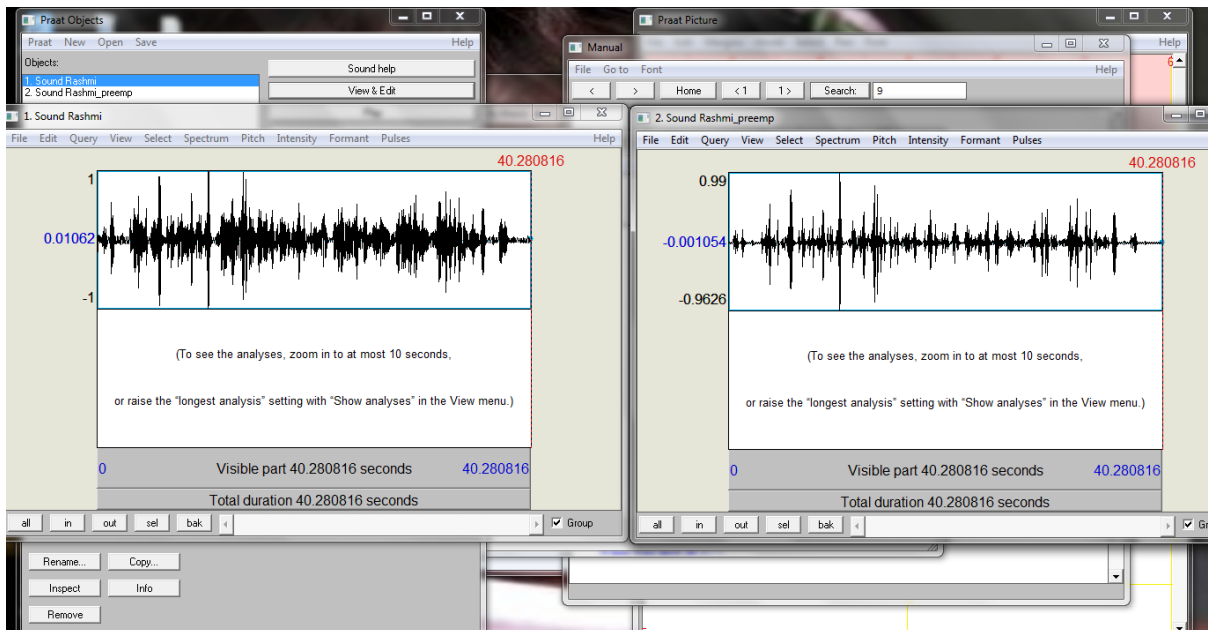 Praat Objects
Praat New Open Save Help
Objects:
1. Sound Rashmi
2. Sound Rashmi_preemp
Sound help
View & Edit
Praat Picture
Help
6
Manual
File Go to Font Help
< > Home < 1 1 > Search: 9
1. Sound Rashmi
File Edit Query View Select Spectrum Pitch Intensity Formant Pulses Help
40.280816
1
0.01062
-1
(To see the analyses, zoom in to at most 10 seconds,
or raise the “longest analysis” setting with “Show analyses” in the View menu.)
0 Visible part 40.280816 seconds 40.280816
Total duration 40.280816 seconds
all in out sel bak Group
2. Sound Rashmi_preemp
File Edit Query View Select Spectrum Pitch Intensity Formant Pulses
40.280816
0.99
-0.001054
-0.9626
(To see the analyses, zoom in to at most 10 seconds,
or raise the “longest analysis” setting with “Show analyses” in the View menu.)
0 Visible part 40.280816 seconds 40.280816
Total duration 40.280816 seconds
all in out sel bak Gr
Rename... Copy...
Inspect Info
Remove